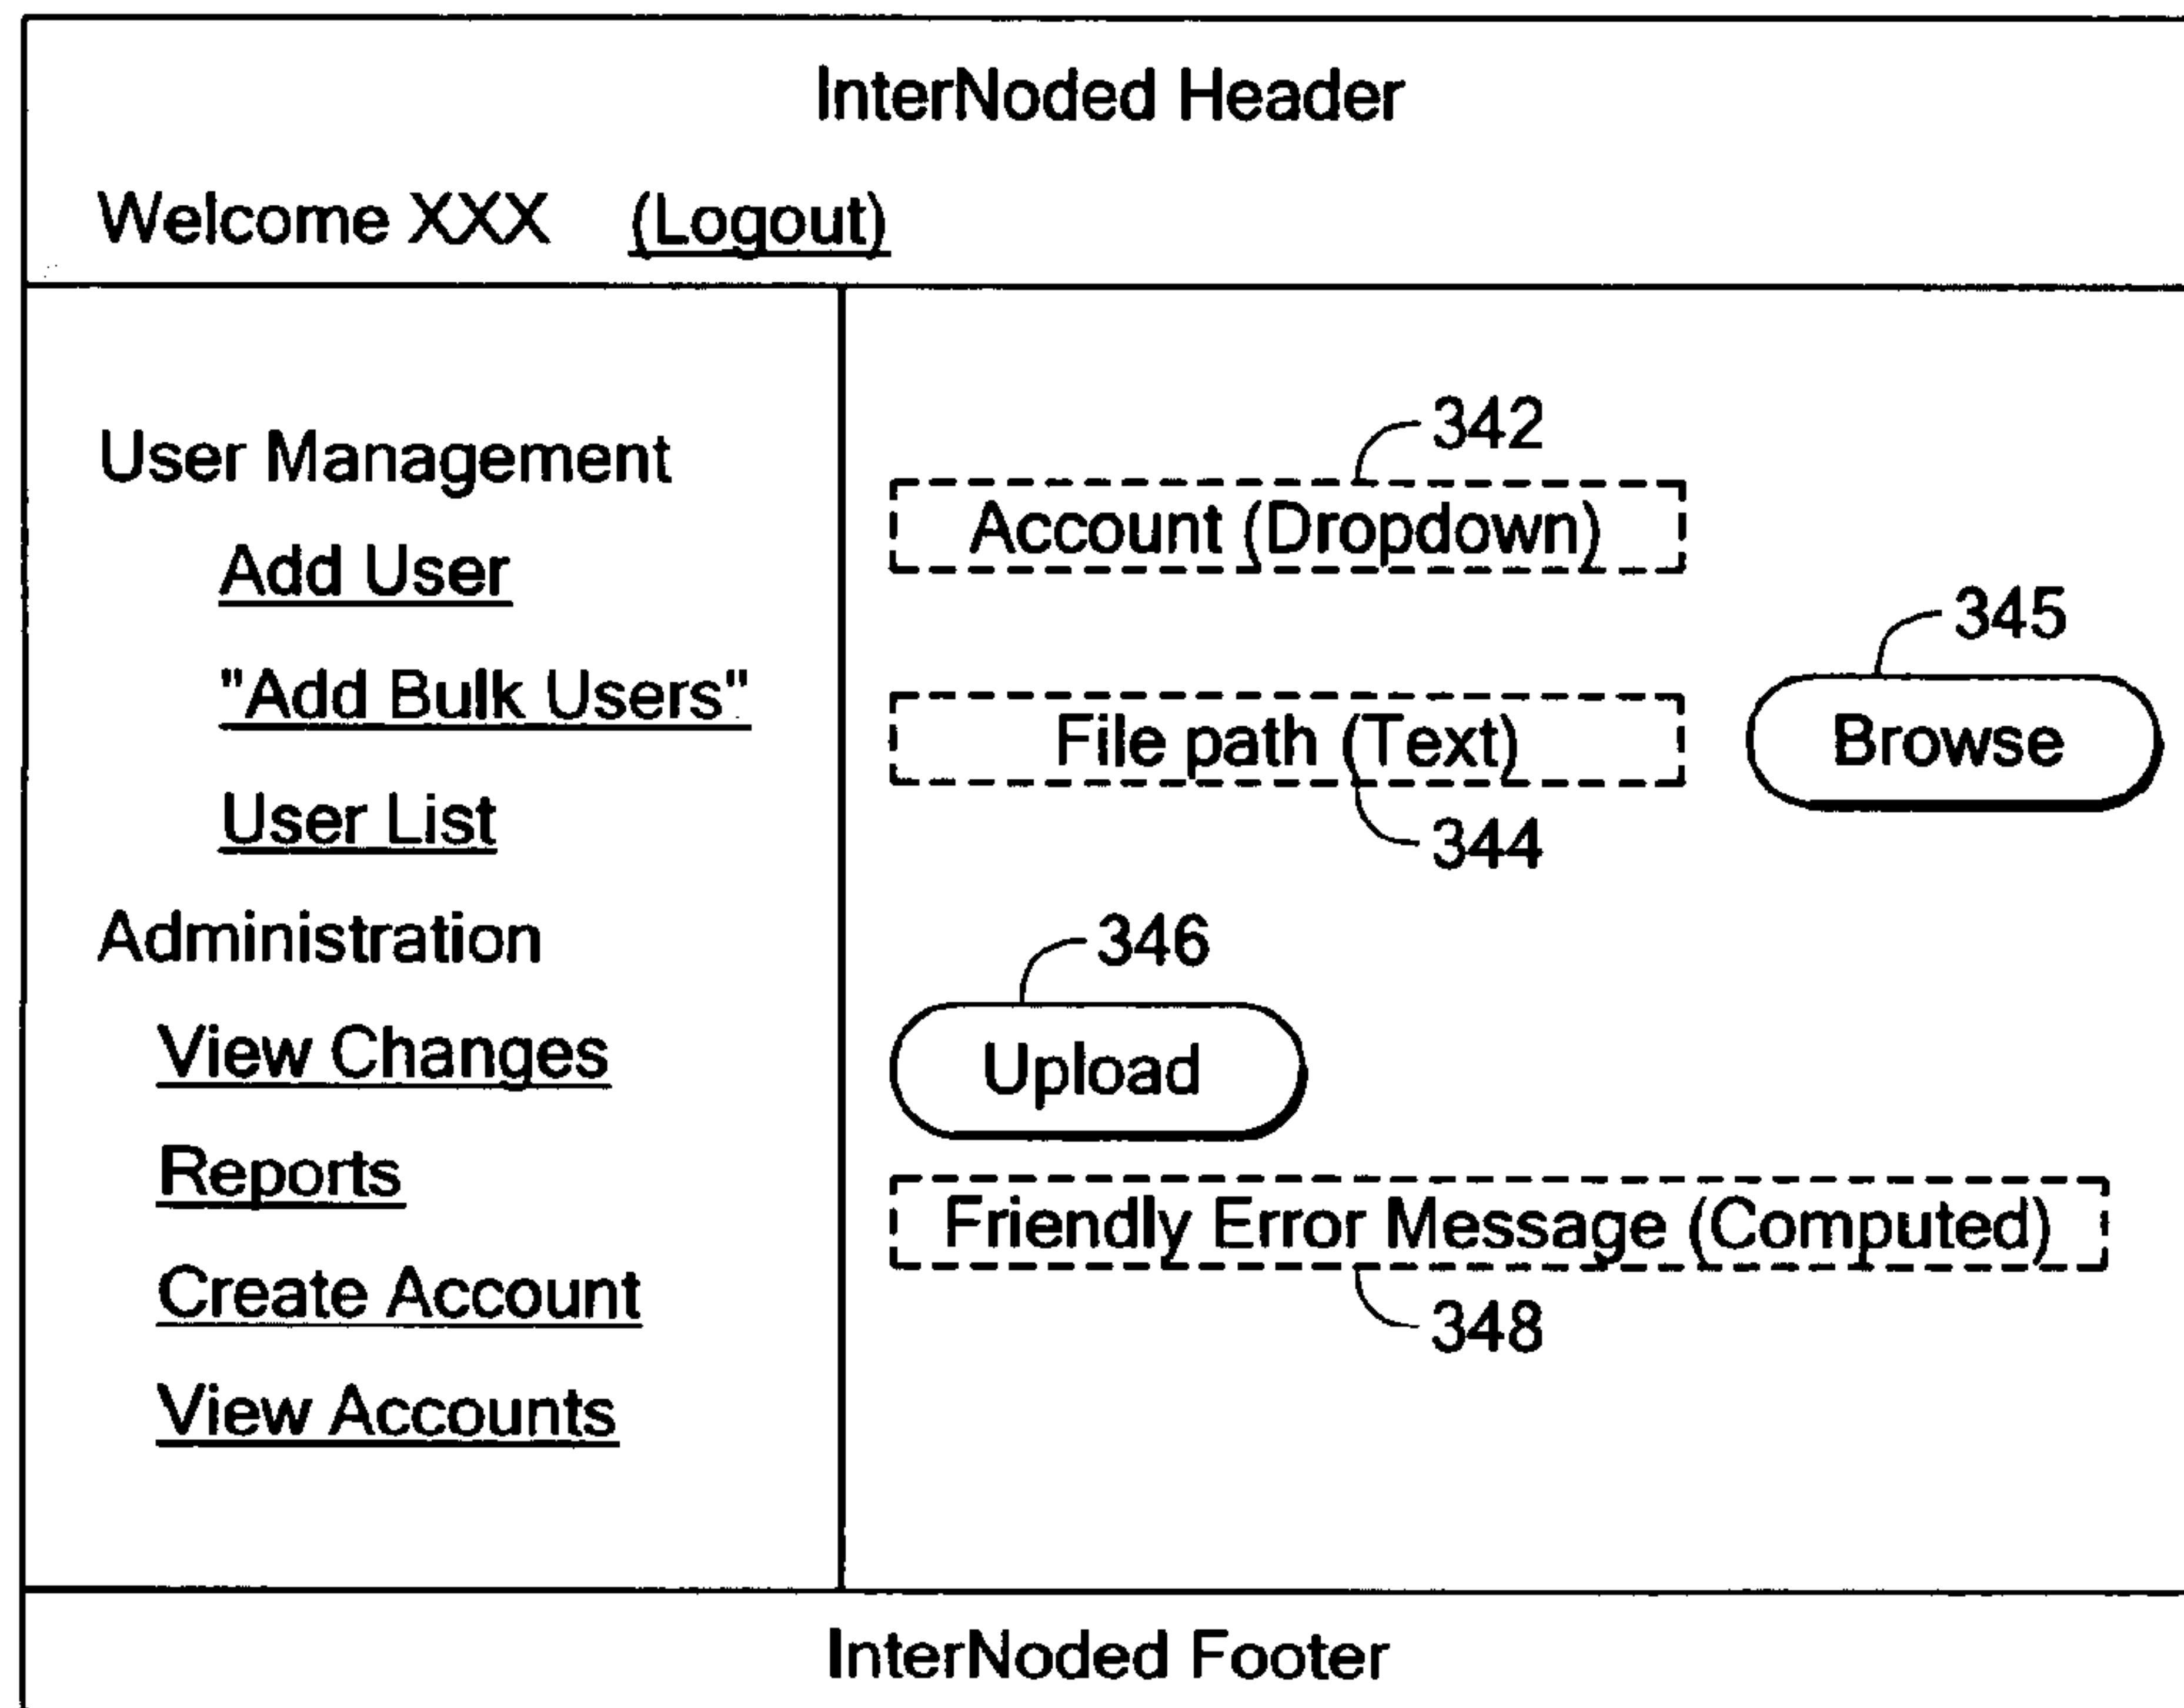 InterNoded Header
Welcome XXX (Logout)
User Management
Add User
"Add Bulk Users"
User List
Administration
View Changes
Reports
Create Account
View Accounts
342
Account (Dropdown)
345
File path (Text)
Browse
344
346
Upload
Friendly Error Message (Computed)
348
InterNoded Footer